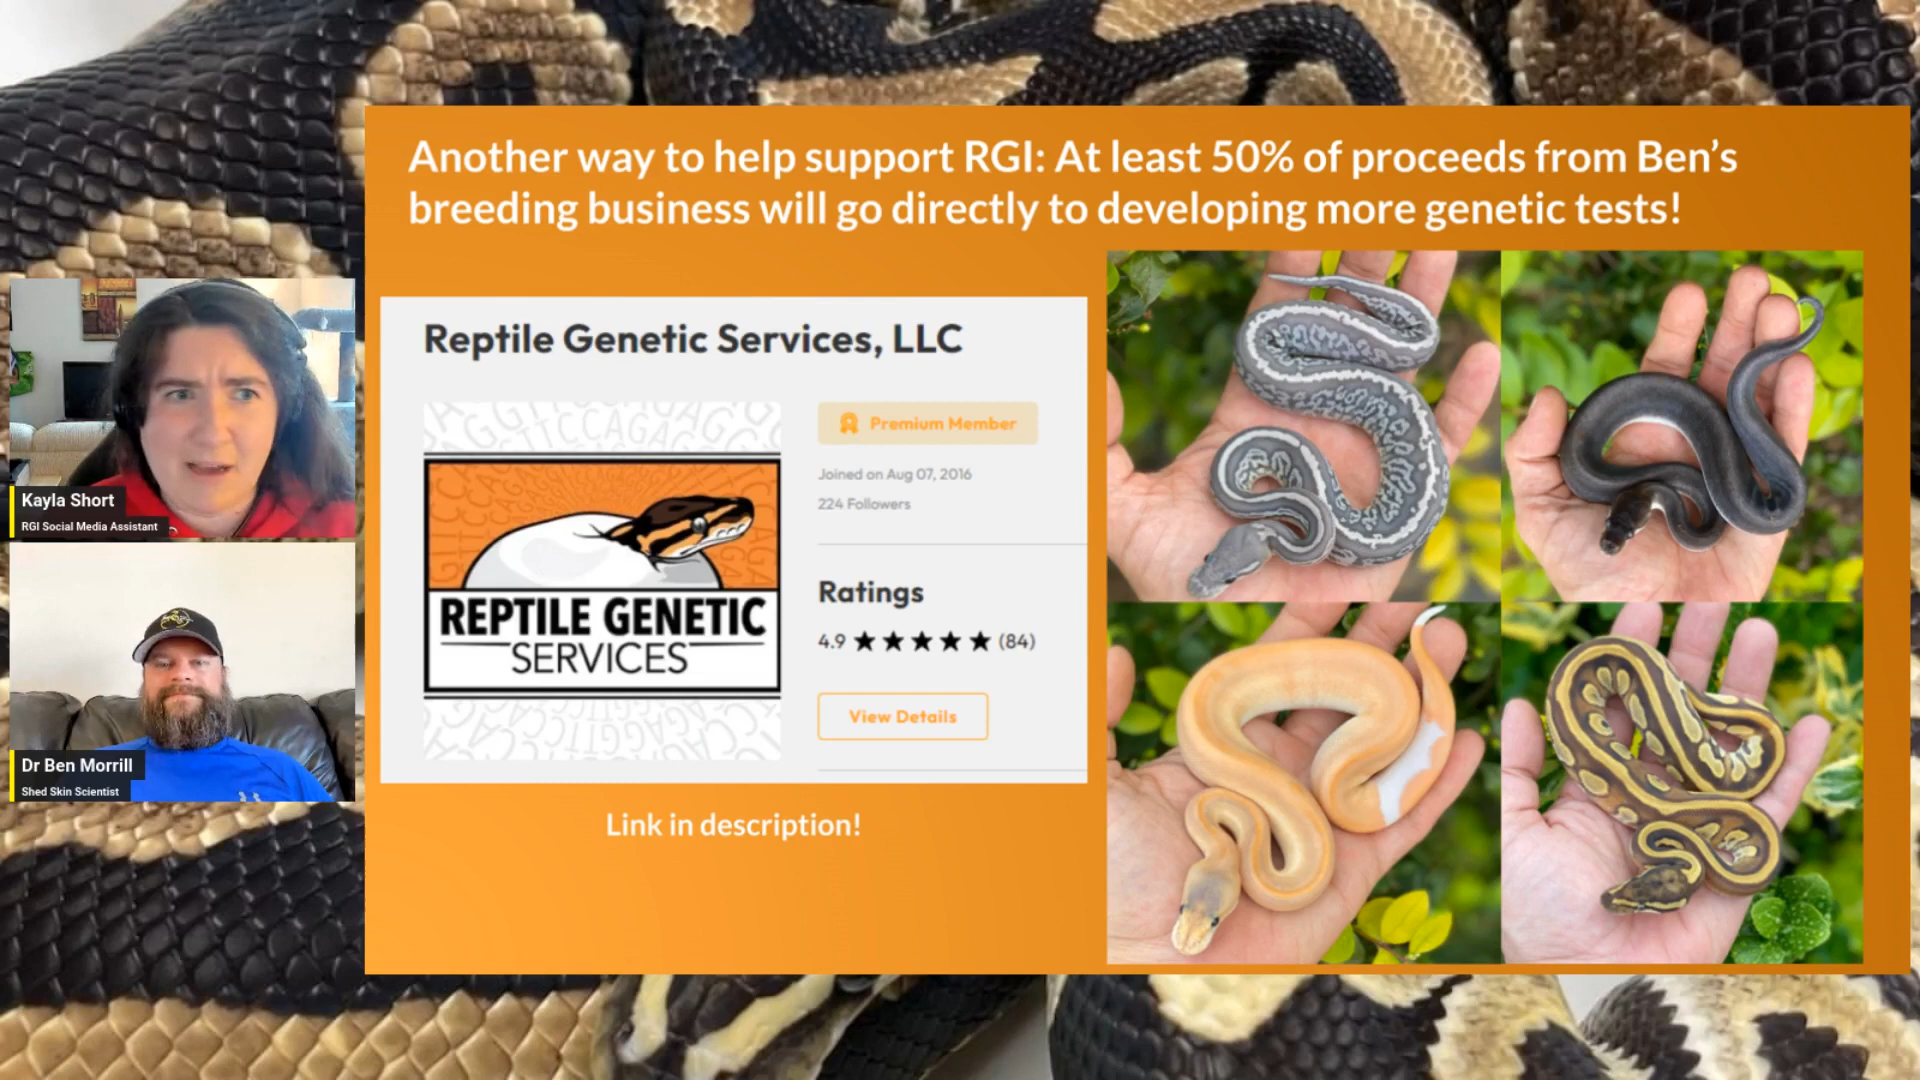 Another way to help support RGI: At least 50% of proceeds from Ben’s
breeding business will go directly to developing more genetic tests!
Kayla Short
RGI Social Media Assistant
Dr Ben Morrill
Shed Skin Scientist
Reptile Genetic Services, LLC
REPTILE GENETIC
SERVICES
Premium Member
Joined on Aug 07, 2016
224 Followers
Ratings
4.9 ★★★★★ (84)
View Details
Link in description!